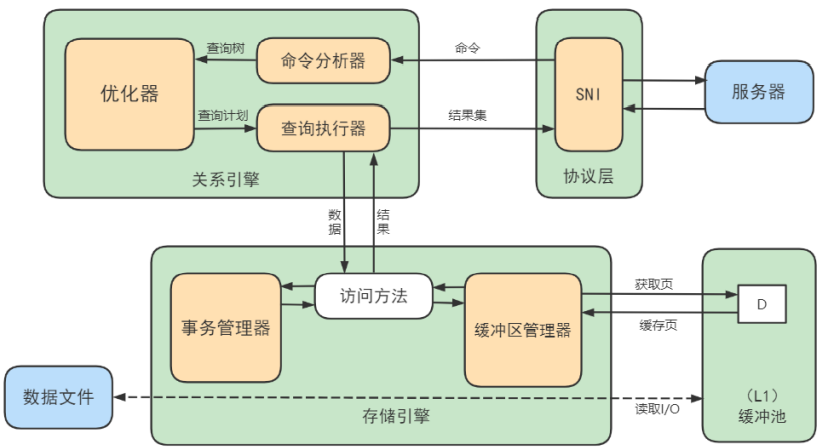 优化器
查询树
命令分析器
命令
SNI
服务器
查询计划
查询执行器
结果集
关系引擎
协议层
数据
结果
事务管理器
访问方法
缓冲区管理器
获取页
D
缓存页
数据文件
存储引擎
读取I/O
（L1）
缓冲池